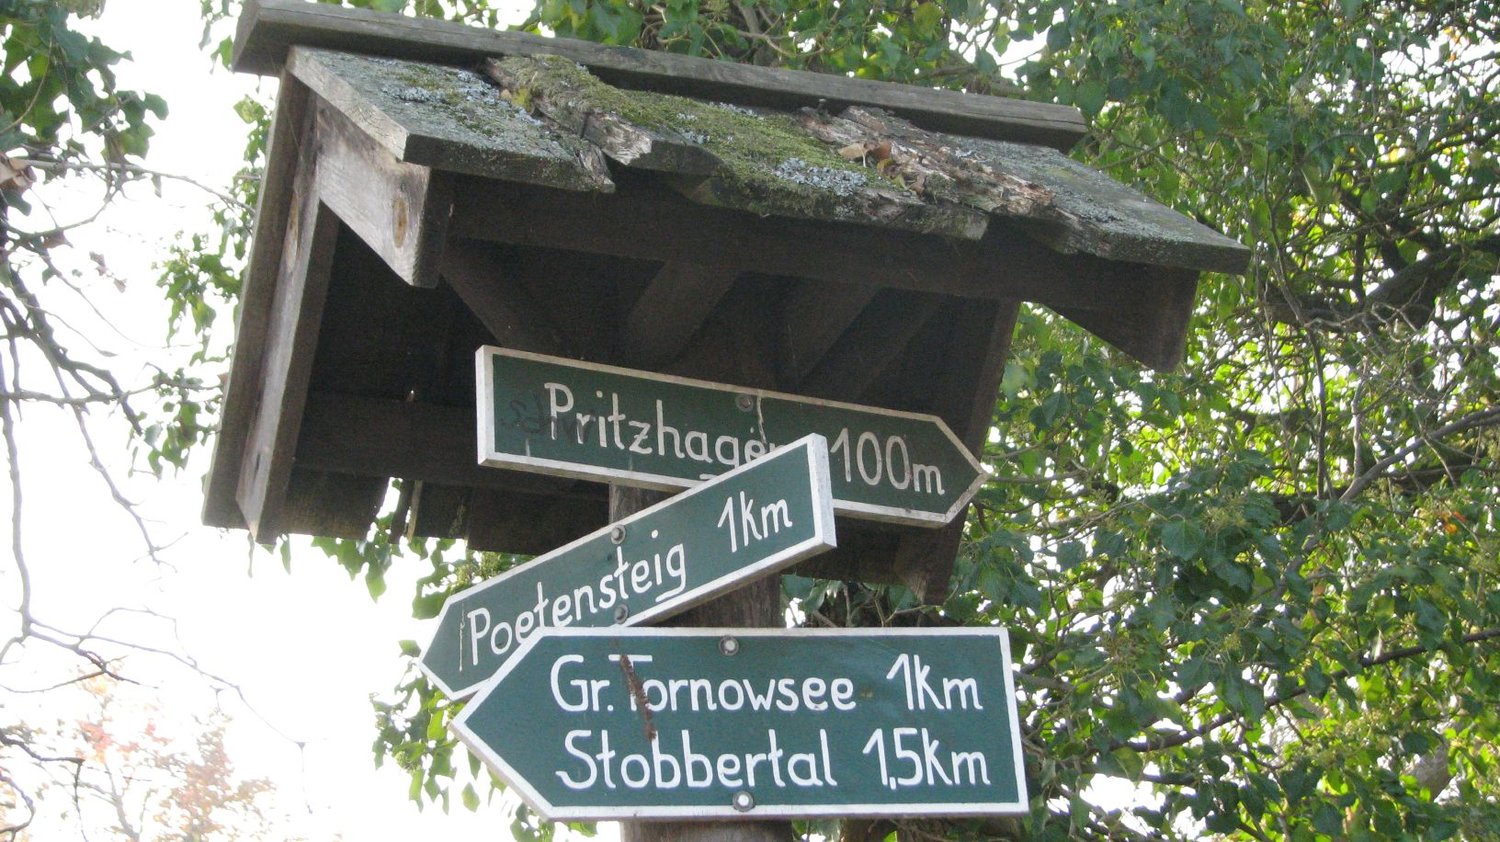 Pritzhagen 100m
Poetensteig 1km
Gr. Tornowsee 1km
Stobbertal 1,5km